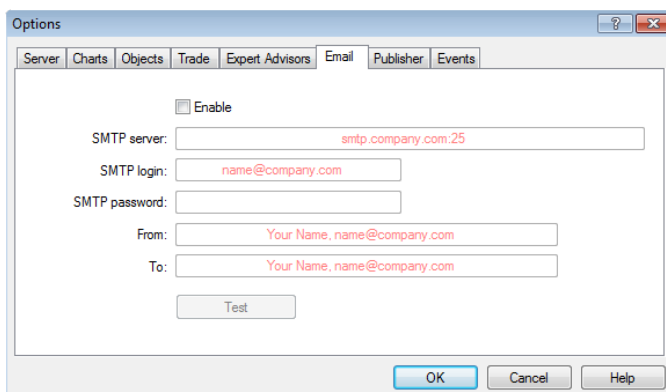 Options
Server Charts Objects Trade Expert Advisors Email Publisher Events
Enable
SMTP server: smtp.company.com:25
SMTP login: name@company.com
SMTP password:
From: Your Name, name@company.com
To: Your Name, name@company.com
Test
OK Cancel Help